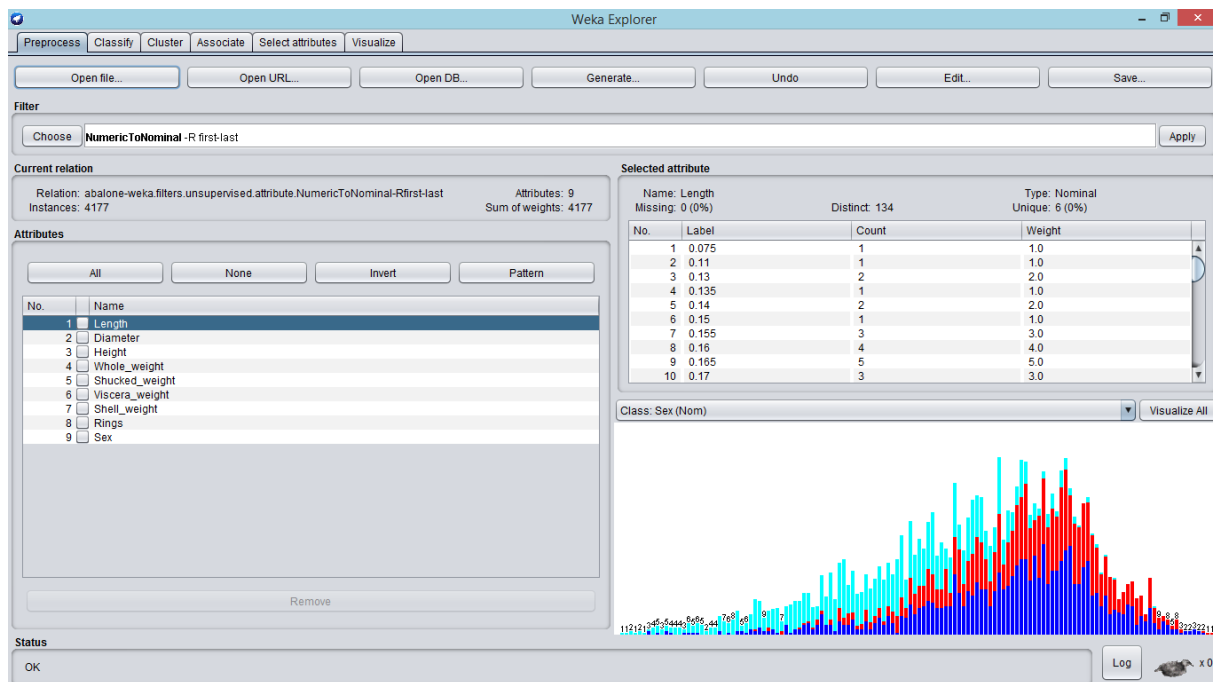 Weka Explorer
Preprocess Classify Cluster Associate Select attributes Visualize
Open file... Open URL... Open DB... Generate... Undo Edit... Save...
Filter
Choose NumericToNominal -R first-last Apply
Current relation
Relation: abalone-weka.filters.unsupervised.attribute.NumericToNominal-Rfirst-last Attributes: 9
Instances: 4177 Sum of weights: 4177
Attributes
All None Invert Pattern
No. Name
1 Length
2 Diameter
3 Height
4 Whole_weight
5 Shucked_weight
6 Viscera_weight
7 Shell_weight
8 Rings
9 Sex
Remove
Selected attribute
Name: Length Type: Nominal
Missing: 0 (0%) Distinct: 134 Unique: 6 (0%)
No. Label Count Weight
1 0.075 1 1.0
2 0.11 1 1.0
3 0.13 2 2.0
4 0.135 1 1.0
5 0.14 2 2.0
6 0.15 1 1.0
7 0.155 3 3.0
8 0.16 4 4.0
9 0.165 5 5.0
10 0.17 3 3.0
Class: Sex (Nom) Visualize All
Status
OK
Log x 0